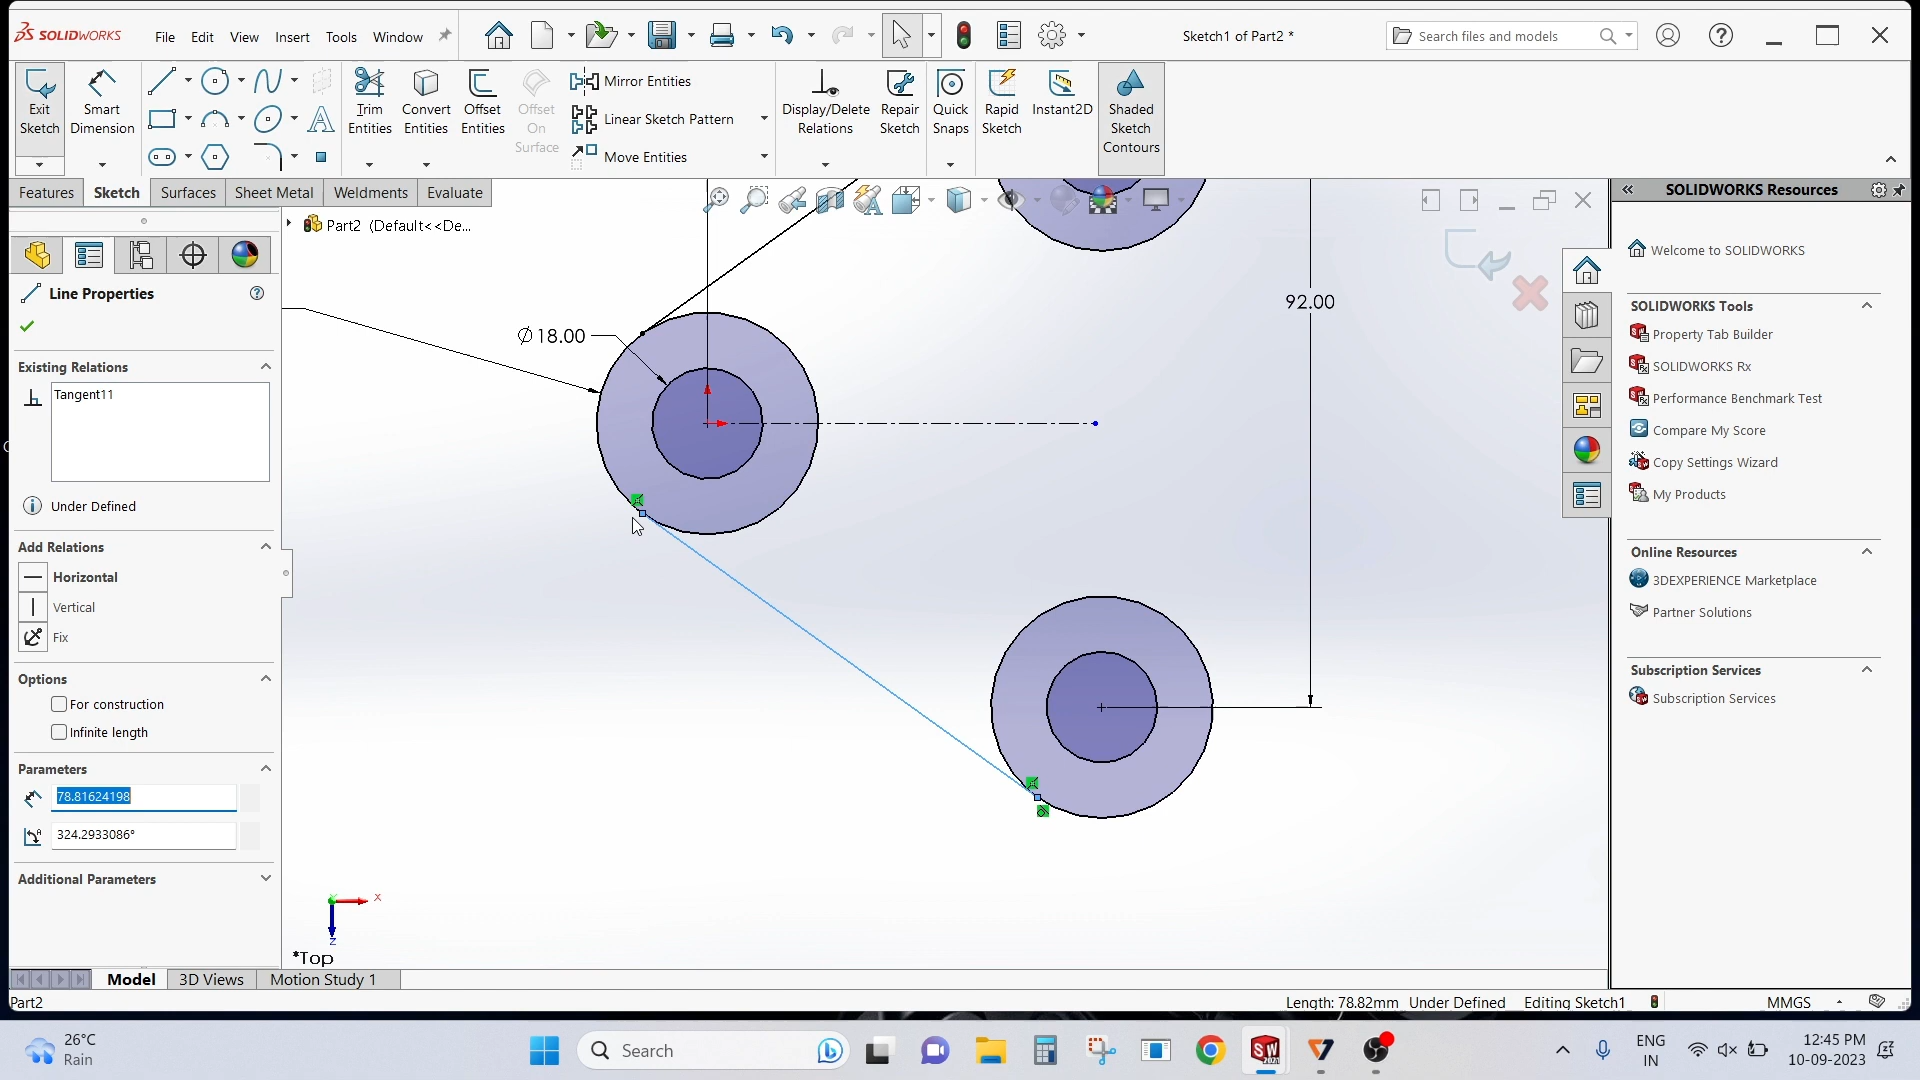 SOLIDWORKS
File Edit View Insert Tools Window
Sketch1 of Part2 *
Search files and models
Exit Sketch
Smart Dimension
Trim Entities
Convert Entities
Offset Entities
Offset On Surface
Mirror Entities
Linear Sketch Pattern
Move Entities
Display/Delete Relations
Repair Sketch
Quick Snaps
Rapid Sketch
Instant2D
Shaded Sketch Contours
Features Sketch Surfaces Sheet Metal Weldments Evaluate
Part2 (Default<<De...
Line Properties
Existing Relations
Tangent11
Under Defined
Add Relations
Horizontal
Vertical
Fix
Options
For construction
Infinite length
Parameters
78.81624198
324.2933086°
Additional Parameters
Ø18.00
92.00
x
z
*Top
SOLIDWORKS Resources
Welcome to SOLIDWORKS
SOLIDWORKS Tools
Property Tab Builder
SOLIDWORKS Rx
Performance Benchmark Test
Compare My Score
Copy Settings Wizard
My Products
Online Resources
3DEXPERIENCE Marketplace
Partner Solutions
Subscription Services
Subscription Services
Model 3D Views Motion Study 1
Part2
Length: 78.82mm Under Defined Editing Sketch1 MMGS
26°C
Rain
Search
ENG
IN
12:45 PM
10-09-2023